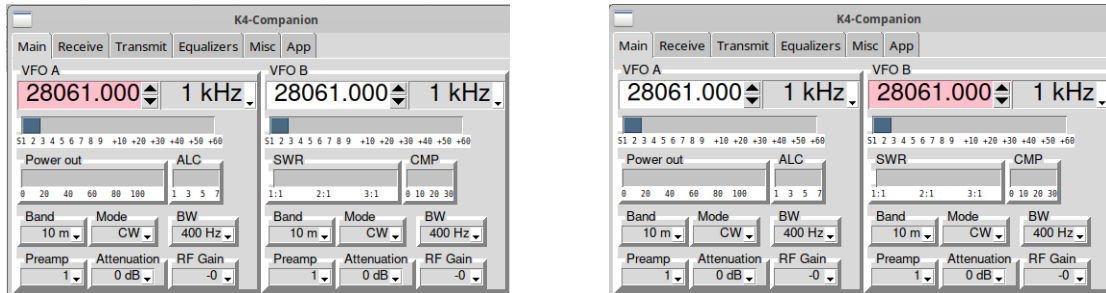 K4-Companion
Main Receive Transmit Equalizers Misc App
VFO A VFO B
28061.000 1 kHz 28061.000 1 kHz
S1 2 3 4 5 6 7 8 9 +10 +20 +30 +40 +50 +60 S1 2 3 4 5 6 7 8 9 +10 +20 +30 +40 +50 +60
Power out ALC SWR CMP
0 20 40 60 80 100 1 3 5 7 1:1 2:1 3:1 0 10 20 30
Band Mode BW Band Mode BW
10 m CW 400 Hz 10 m CW 400 Hz
Preamp Attenuation RF Gain Preamp Attenuation RF Gain
1 0 dB -0 1 0 dB -0
K4-Companion
Main Receive Transmit Equalizers Misc App
VFO A VFO B
28061.000 1 kHz 28061.000 1 kHz
S1 2 3 4 5 6 7 8 9 +10 +20 +30 +40 +50 +60 S1 2 3 4 5 6 7 8 9 +10 +20 +30 +40 +50 +60
Power out ALC SWR CMP
0 20 40 60 80 100 1 3 5 7 1:1 2:1 3:1 0 10 20 30
Band Mode BW Band Mode BW
10 m CW 400 Hz 10 m CW 400 Hz
Preamp Attenuation RF Gain Preamp Attenuation RF Gain
1 0 dB -0 1 0 dB -0